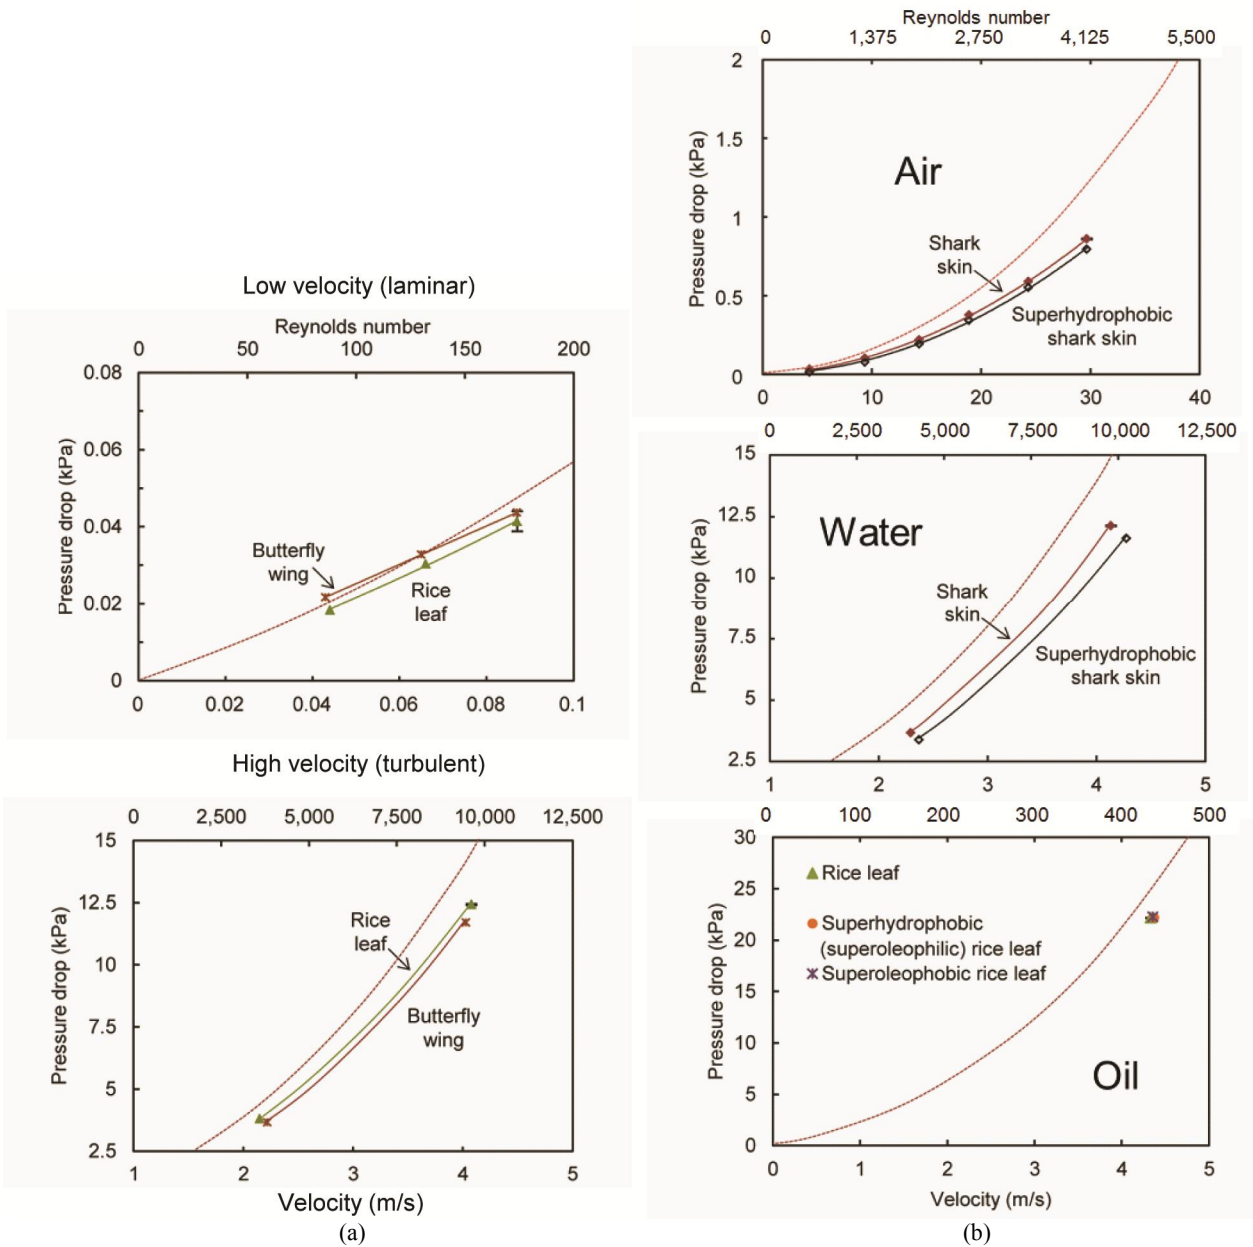 Low velocity (laminar)
Reynolds number
0 50 100 150 200
0.08
0.06
0.04
0.02
0
Pressure drop (kPa)
Butterfly
wing
Rice
leaf
0 0.02 0.04 0.06 0.08 0.1
High velocity (turbulent)
0 2,500 5,000 7,500 10,000 12,500
15
12.5
10
7.5
5
2.5
Pressure drop (kPa)
Rice
leaf
Butterfly
wing
1 2 3 4 5
Velocity (m/s)
(a)
Reynolds number
0 1,375 2,750 4,125 5,500
2
1.5
1
0.5
0
Pressure drop (kPa)
Air
Shark
skin
Superhydrophobic
shark skin
0 10 20 30 40
0 2,500 5,000 7,500 10,000 12,500
15
12.5
10
7.5
5
2.5
Pressure drop (kPa)
Water
Shark
skin
Superhydrophobic
shark skin
1 2 3 4 5
0 100 200 300 400 500
30
25
20
15
10
5
0
Pressure drop (kPa)
Rice leaf
Superhydrophobic
(superoleophilic) rice leaf
Superoleophobic rice leaf
Oil
0 1 2 3 4 5
Velocity (m/s)
(b)